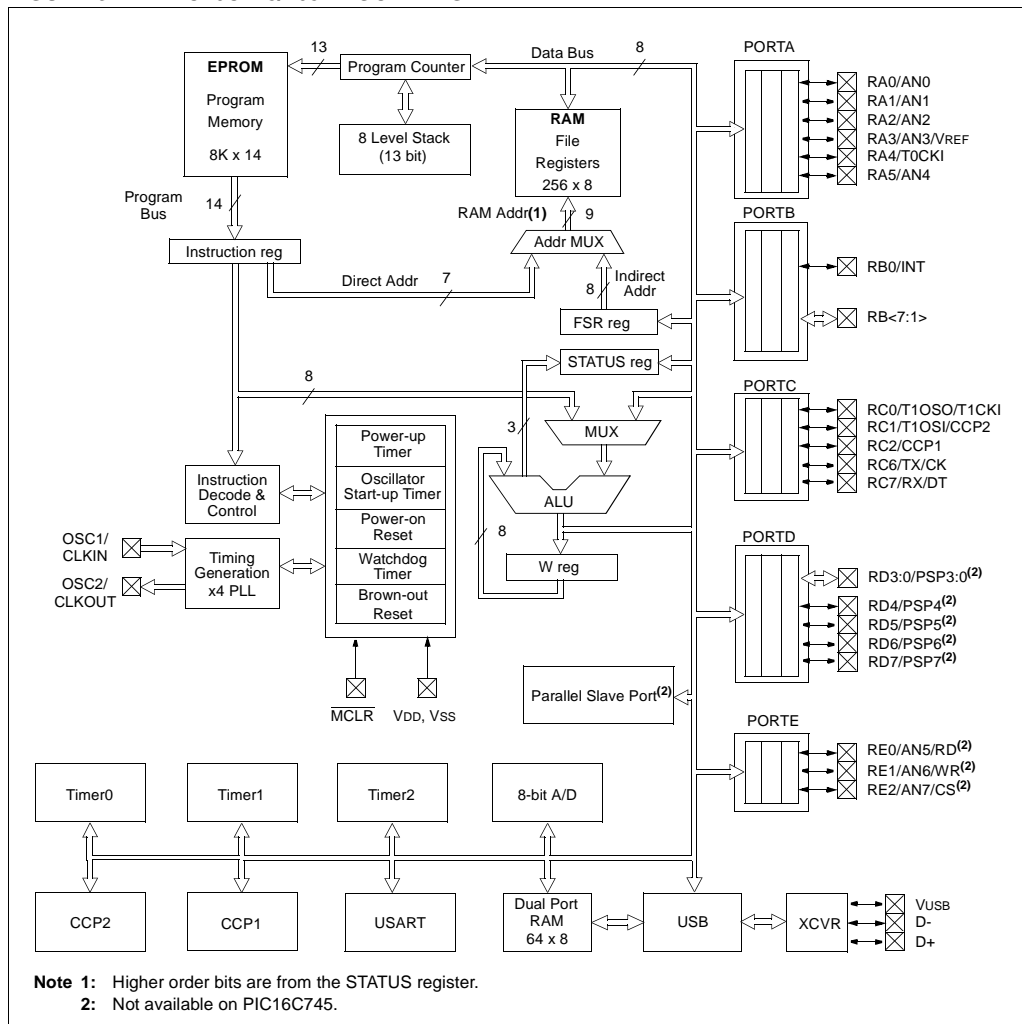 13
Data Bus
8
PORTA
EPROM
Program
Memory
8K x 14
Program Counter
8 Level Stack
(13 bit)
RAM
File
Registers
256 x 8
RA0/AN0
RA1/AN1
RA2/AN2
RA3/AN3/VREF
RA4/T0CKI
RA5/AN4
Program
Bus
14
RAM Addr(1)
9
PORTB
Instruction reg
Addr MUX
Direct Addr
7
8
Indirect
Addr
RB0/INT
RB<7:1>
FSR reg
STATUS reg
8
PORTC
3
MUX
RC0/T1OSO/T1CKI
RC1/T1OSI/CCP2
RC2/CCP1
RC6/TX/CK
RC7/RX/DT
Power-up
Timer
Oscillator
Start-up Timer
Power-on
Reset
Watchdog
Timer
Brown-out
Reset
Instruction
Decode &
Control
ALU
8
W reg
OSC1/
CLKIN
OSC2/
CLKOUT
Timing
Generation
x4 PLL
PORTD
RD3:0/PSP3:0(2)
RD4/PSP4(2)
RD5/PSP5(2)
RD6/PSP6(2)
RD7/PSP7(2)
MCLR
VDD, VSS
Parallel Slave Port(2)
PORTE
RE0/AN5/RD(2)
RE1/AN6/WR(2)
RE2/AN7/CS(2)
Timer0
Timer1
Timer2
8-bit A/D
CCP2
CCP1
USART
Dual Port
RAM
64 x 8
USB
XCVR
VUSB
D-
D+
Note 1: Higher order bits are from the STATUS register.
2: Not available on PIC16C745.